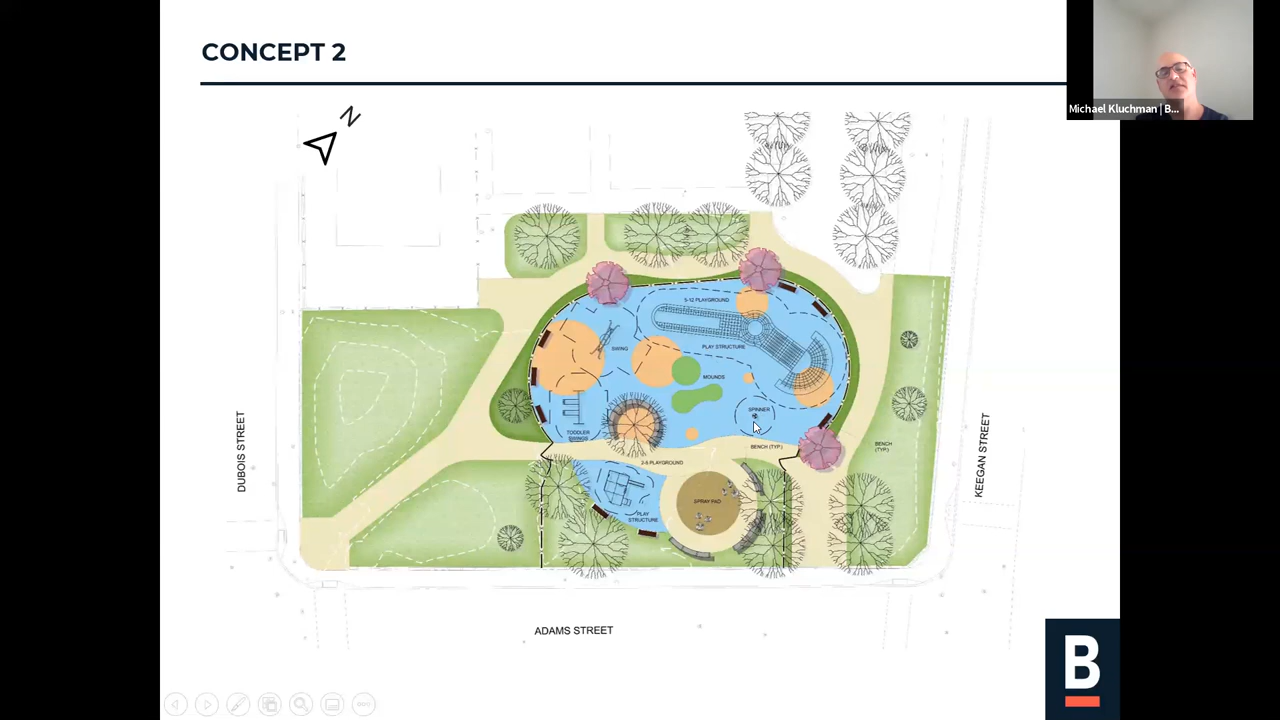 CONCEPT 2
Michael Kluchman | B...
N
5-12 PLAYGROUND
SWING
PLAY STRUCTURE
MOUNDS
SPINNER
TODDLER
SWINGS
BENCH (TYP.)
BENCH
(TYP.)
2-5 PLAYGROUND
SPRAY PAD
PLAY
STRUCTURE
DUBOIS STREET
KEEGAN STREET
ADAMS STREET
B